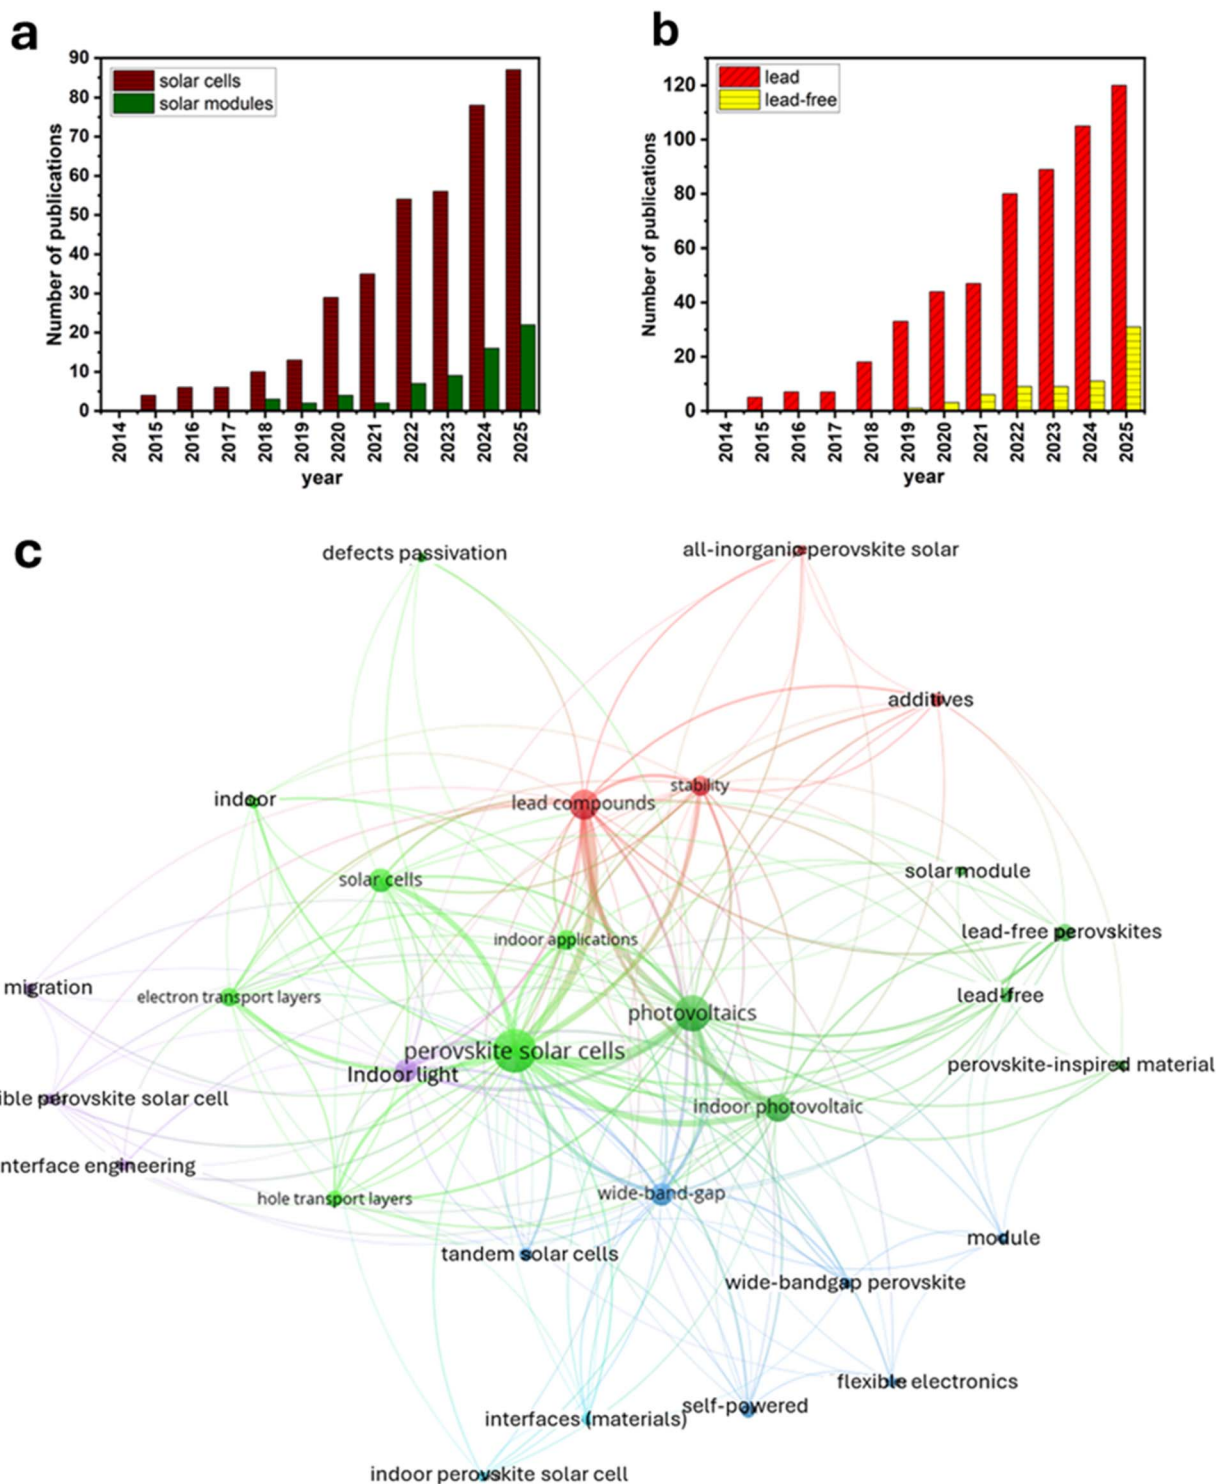 a
90
80
70
60
50
40
30
20
10
0
Number of publications
solar cells
solar modules
2014 2015 2016 2017 2018 2019 2020 2021 2022 2023 2024 2025
year
b
120
100
80
60
40
20
0
Number of publications
lead
lead-free
2014 2015 2016 2017 2018 2019 2020 2021 2022 2023 2024 2025
year
c
defects passivation
all-inorganic perovskite solar
additives
stability
indoor
lead compounds
solar module
solar cells
lead-free perovskites
indoor applications
migration
electron transport layers
lead-free
photovoltaics
perovskite solar cells
perovskite-inspired material
Indoor light
ible perovskite solar cell
indoor photovoltaic
nterface engineering
wide-band-gap
hole transport layers
module
tandem solar cells
wide-bandgap perovskite
flexible electronics
self-powered
interfaces (materials)
indoor perovskite solar cell